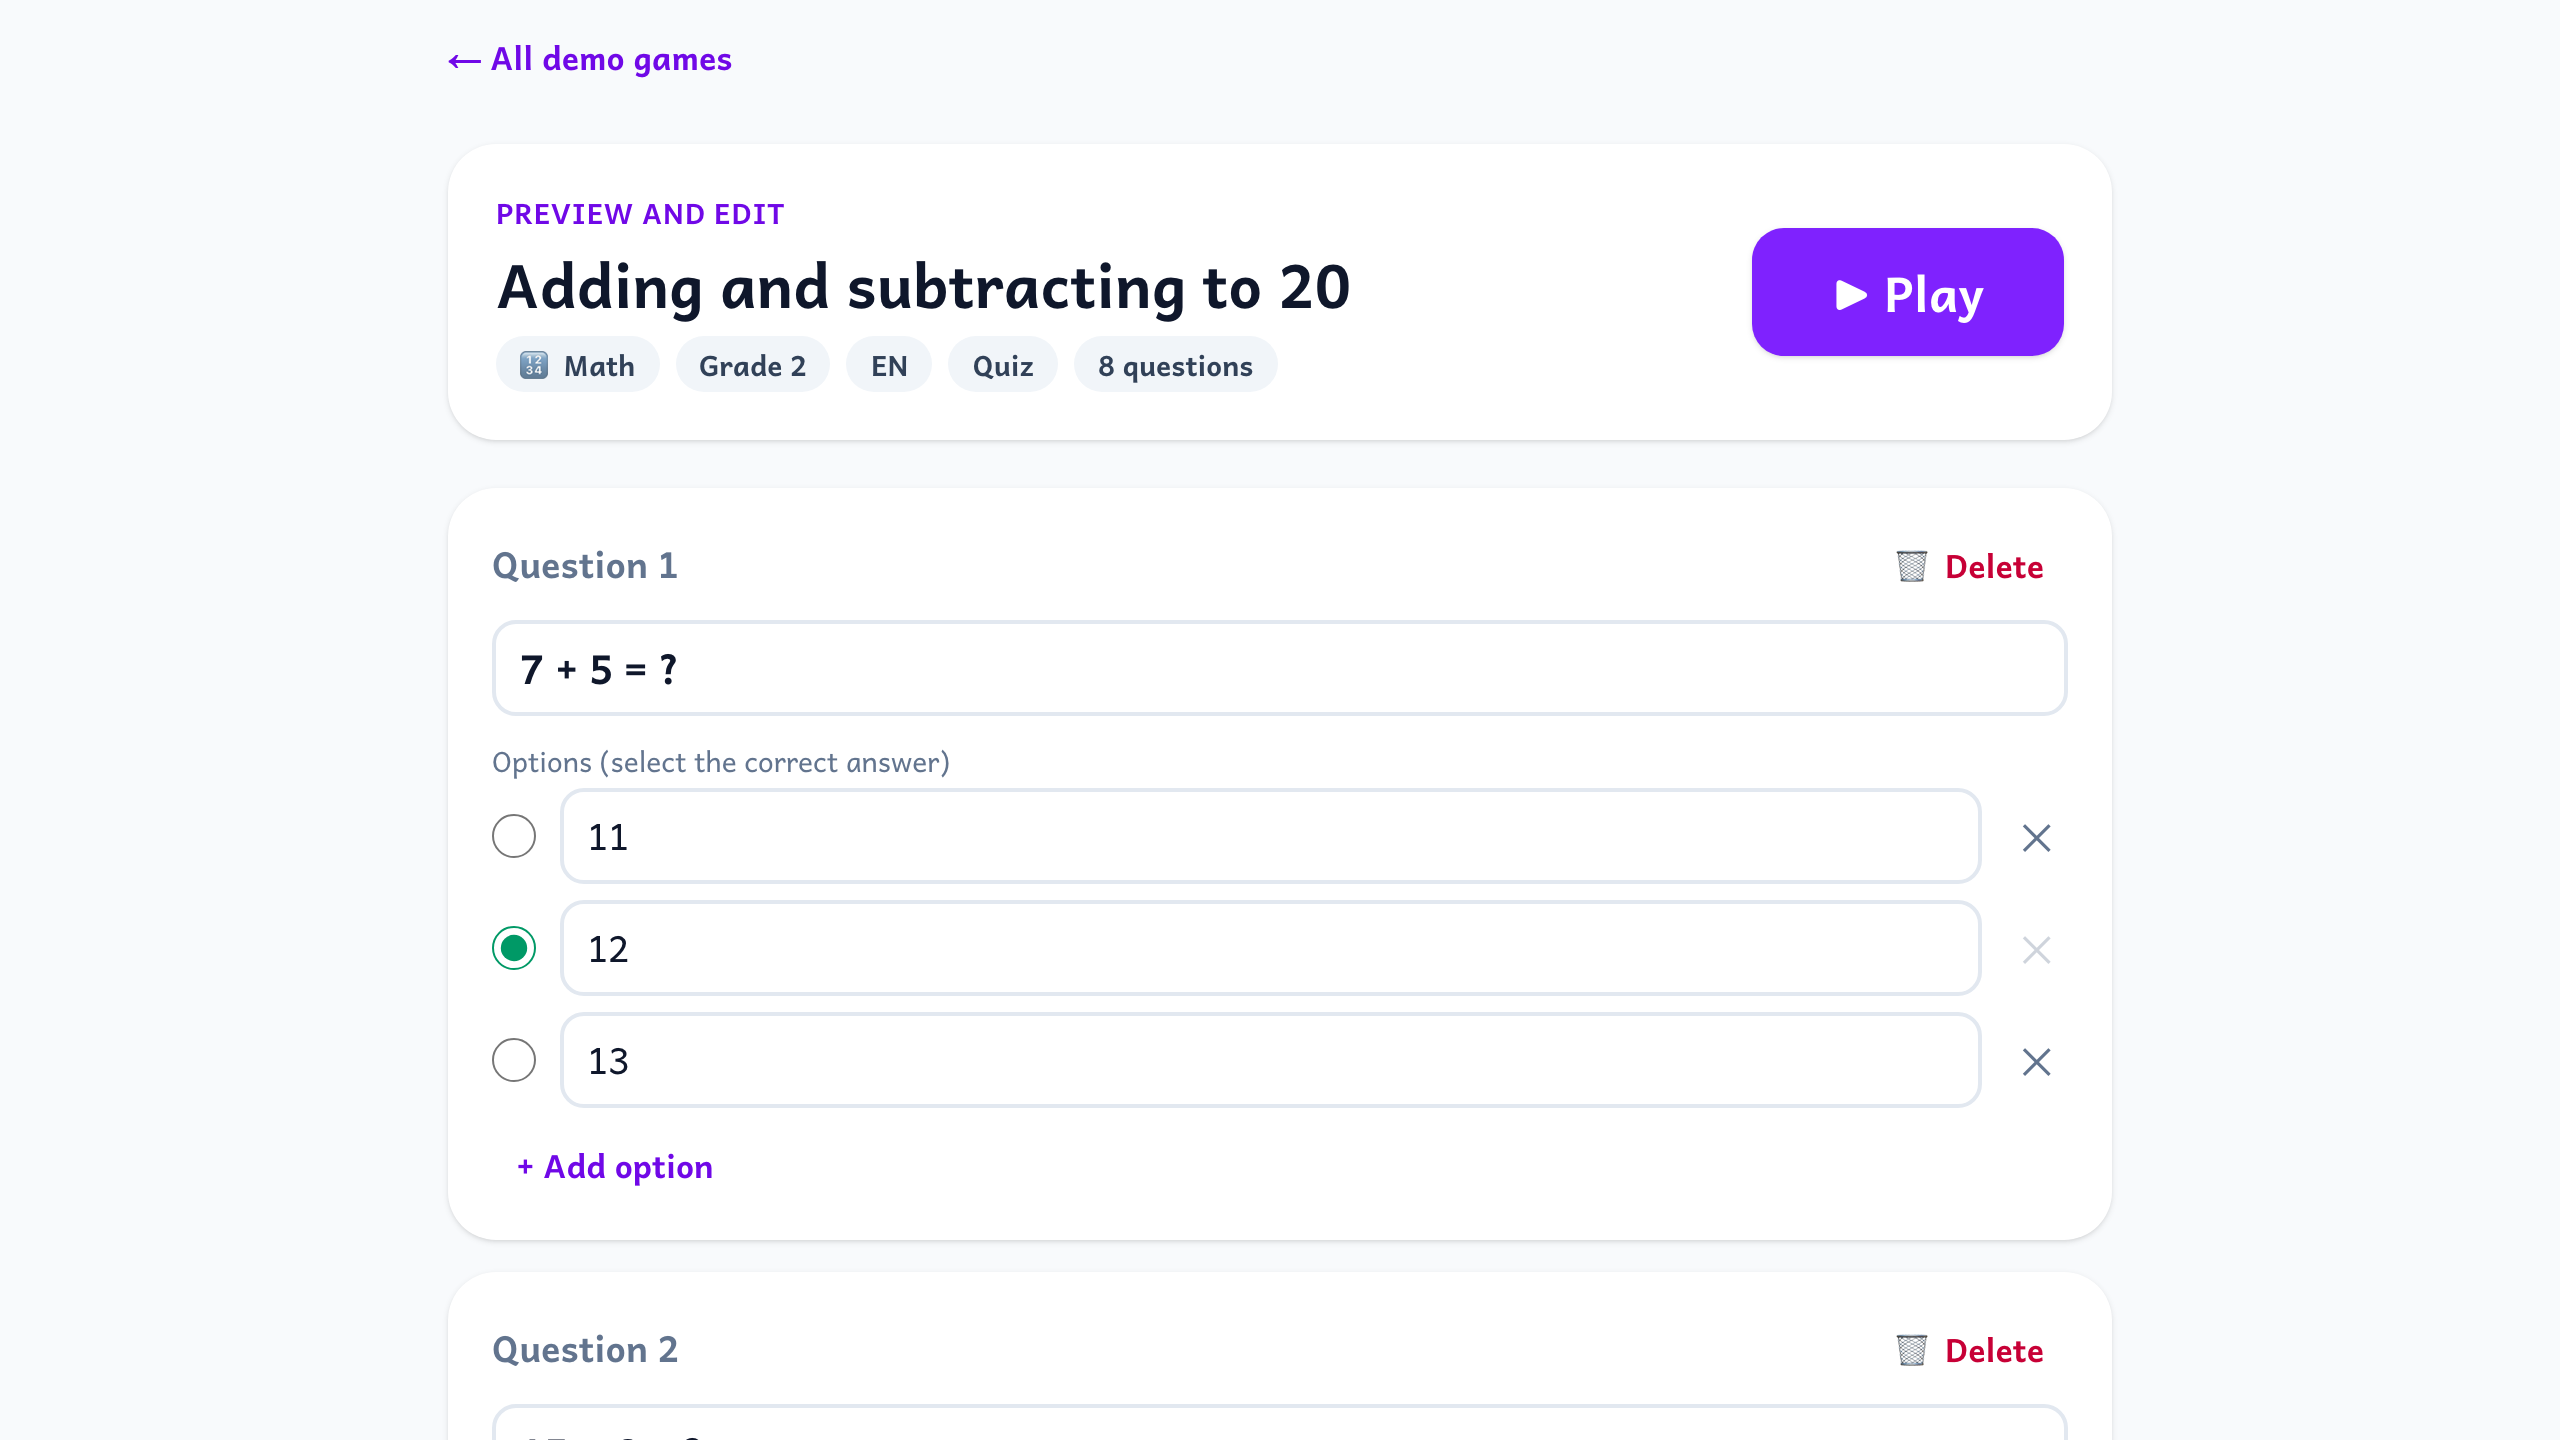 ← All demo games
PREVIEW AND EDIT
Adding and subtracting to 20
▶ Play
🔢 Math Grade 2 EN Quiz 8 questions
Question 1
🗑️ Delete
7 + 5 = ?
Options (select the correct answer)
11 ×
12 ×
13 ×
+ Add option
Question 2
🗑️ Delete